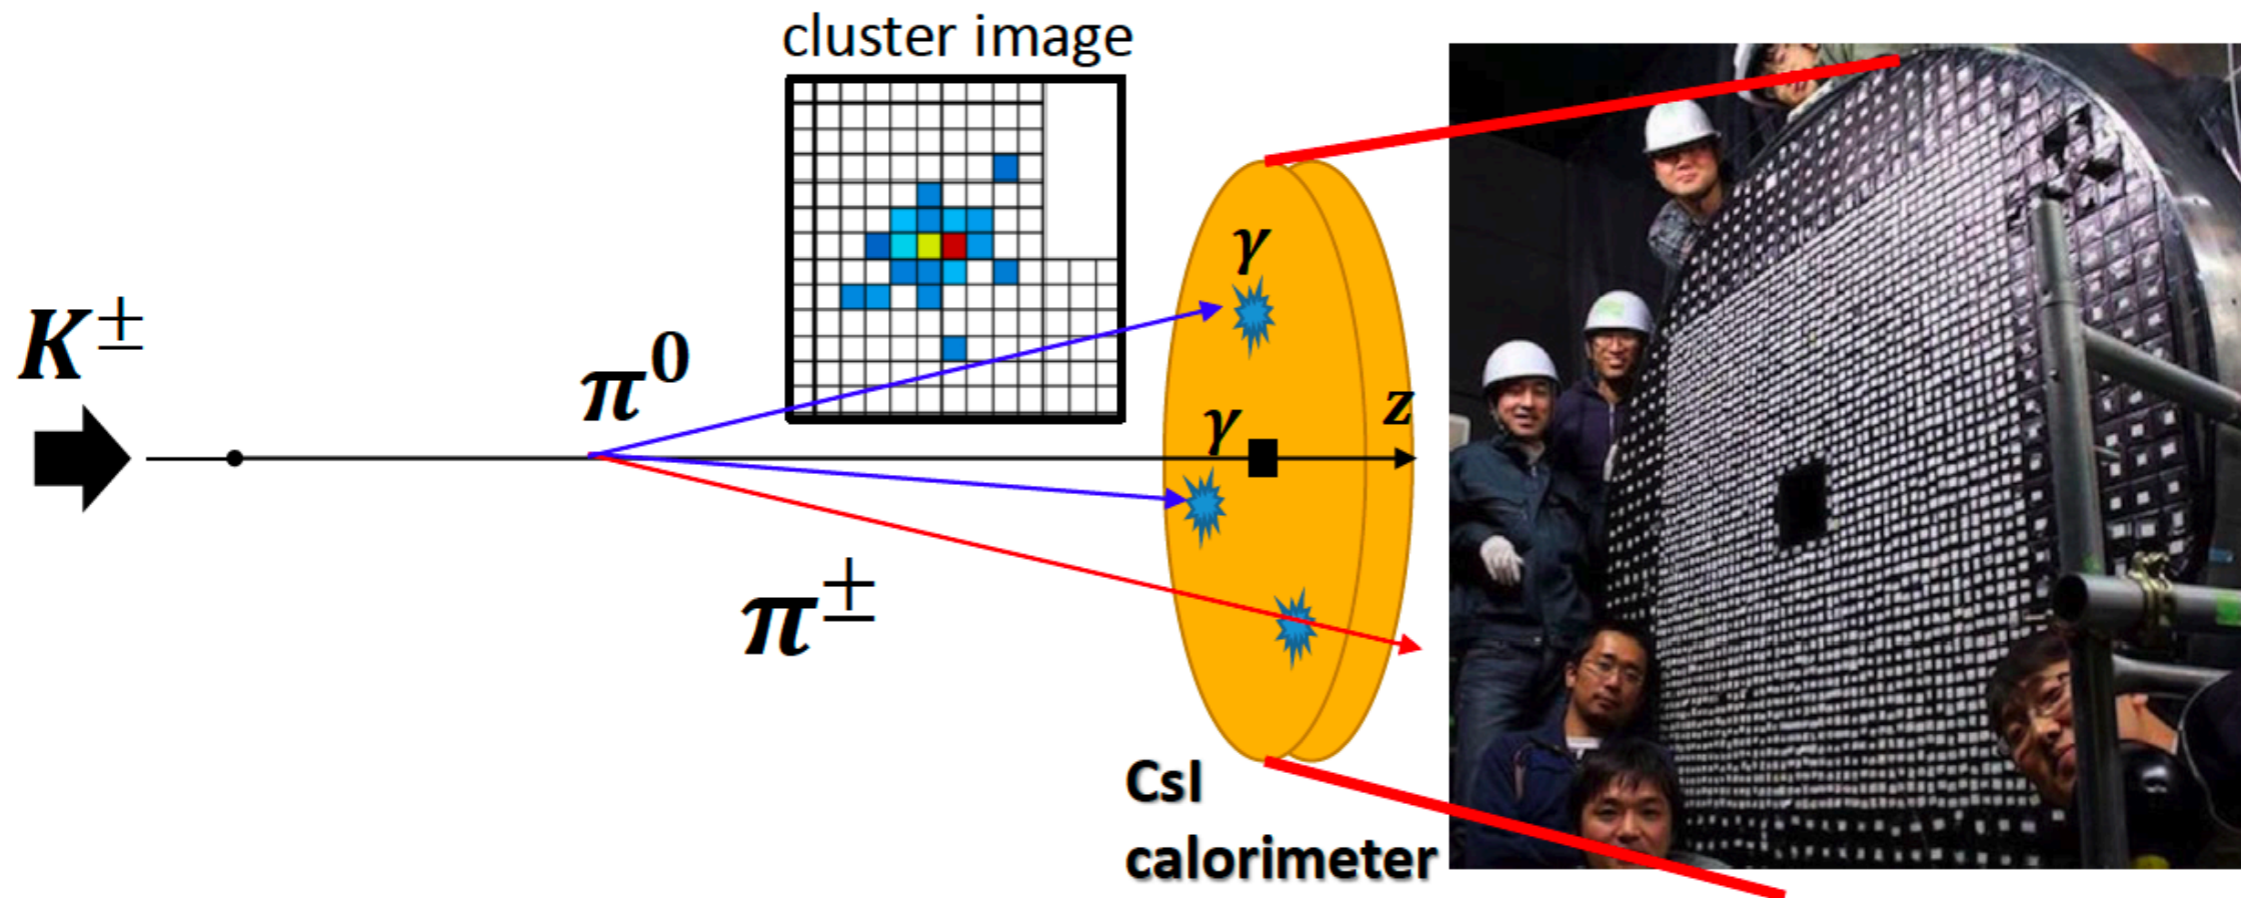 cluster image
K±
π⁰
γ
γ
z
π±
CsI
calorimeter